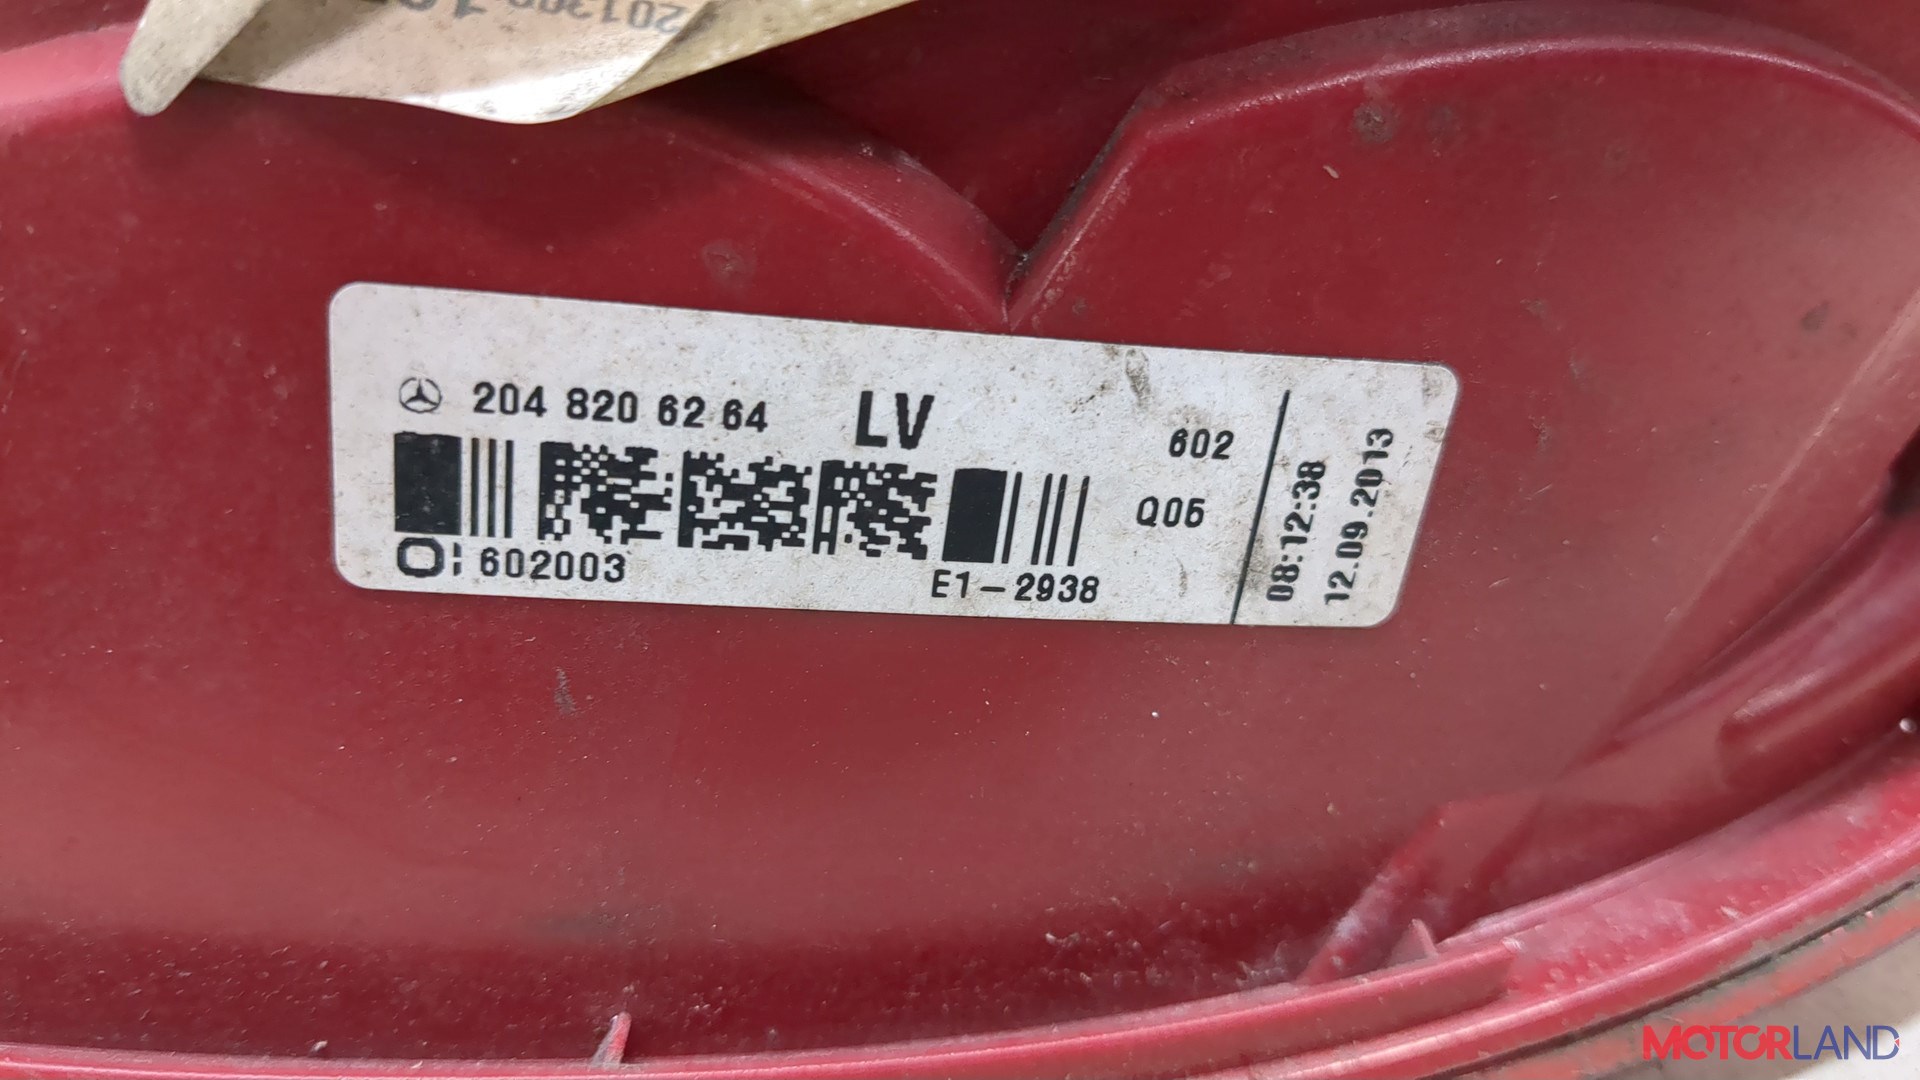 204 820 62 64 LV
602
Q05
602003
E1-2938
08:12:38
12.09.2013
MOTORLAND